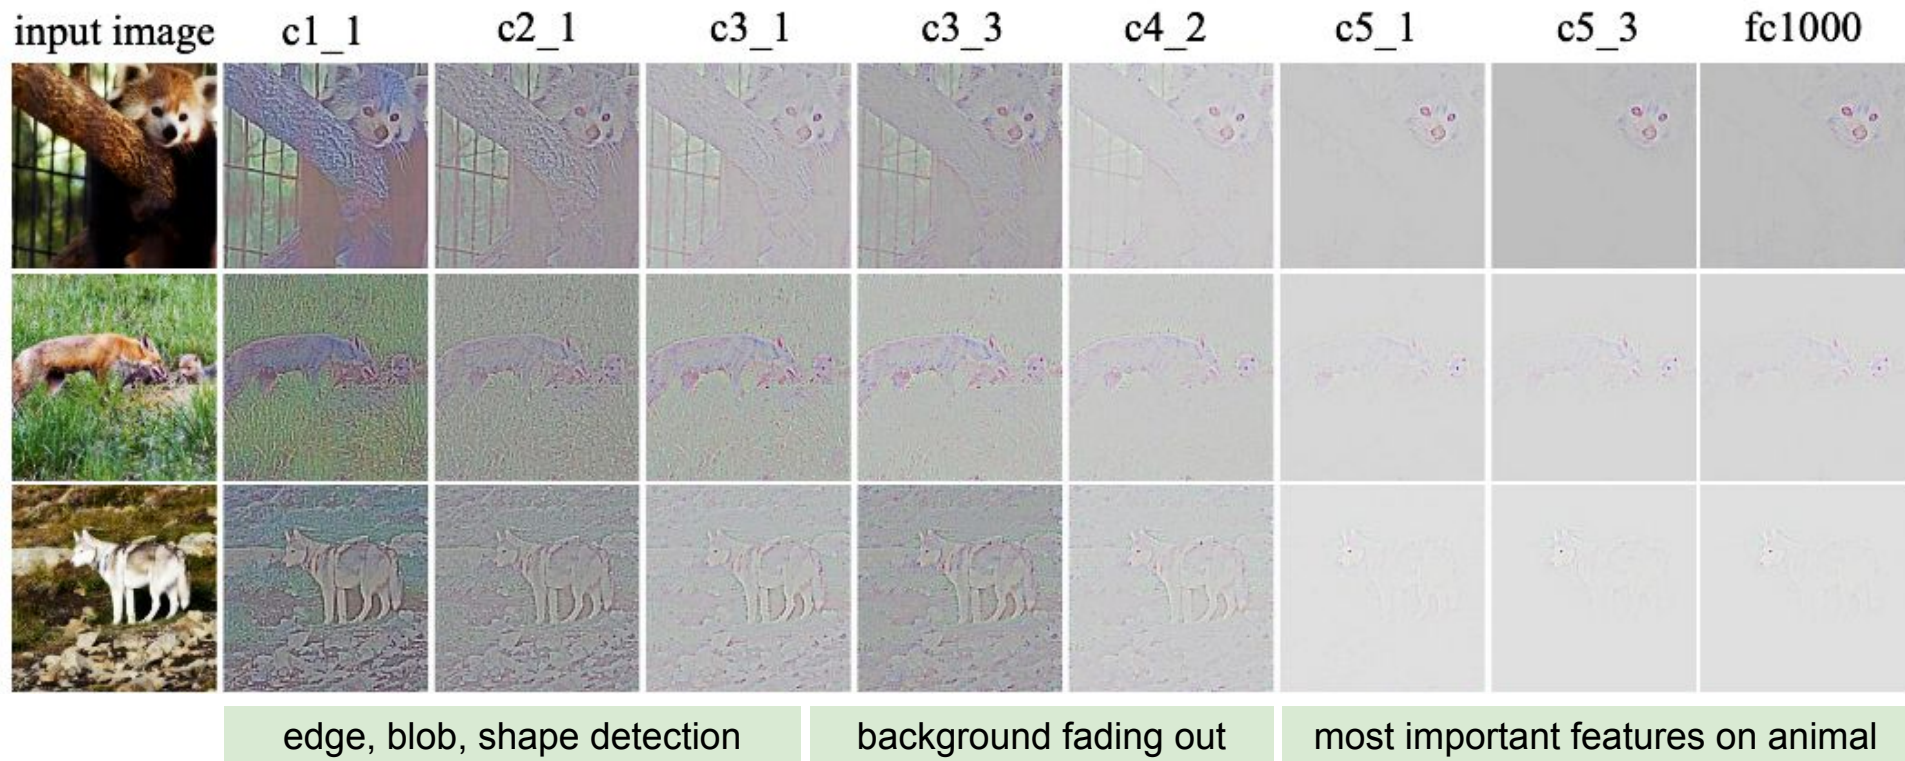 input image c1_1 c2_1 c3_1 c3_3 c4_2 c5_1 c5_3 fc1000
edge, blob, shape detection background fading out most important features on animal